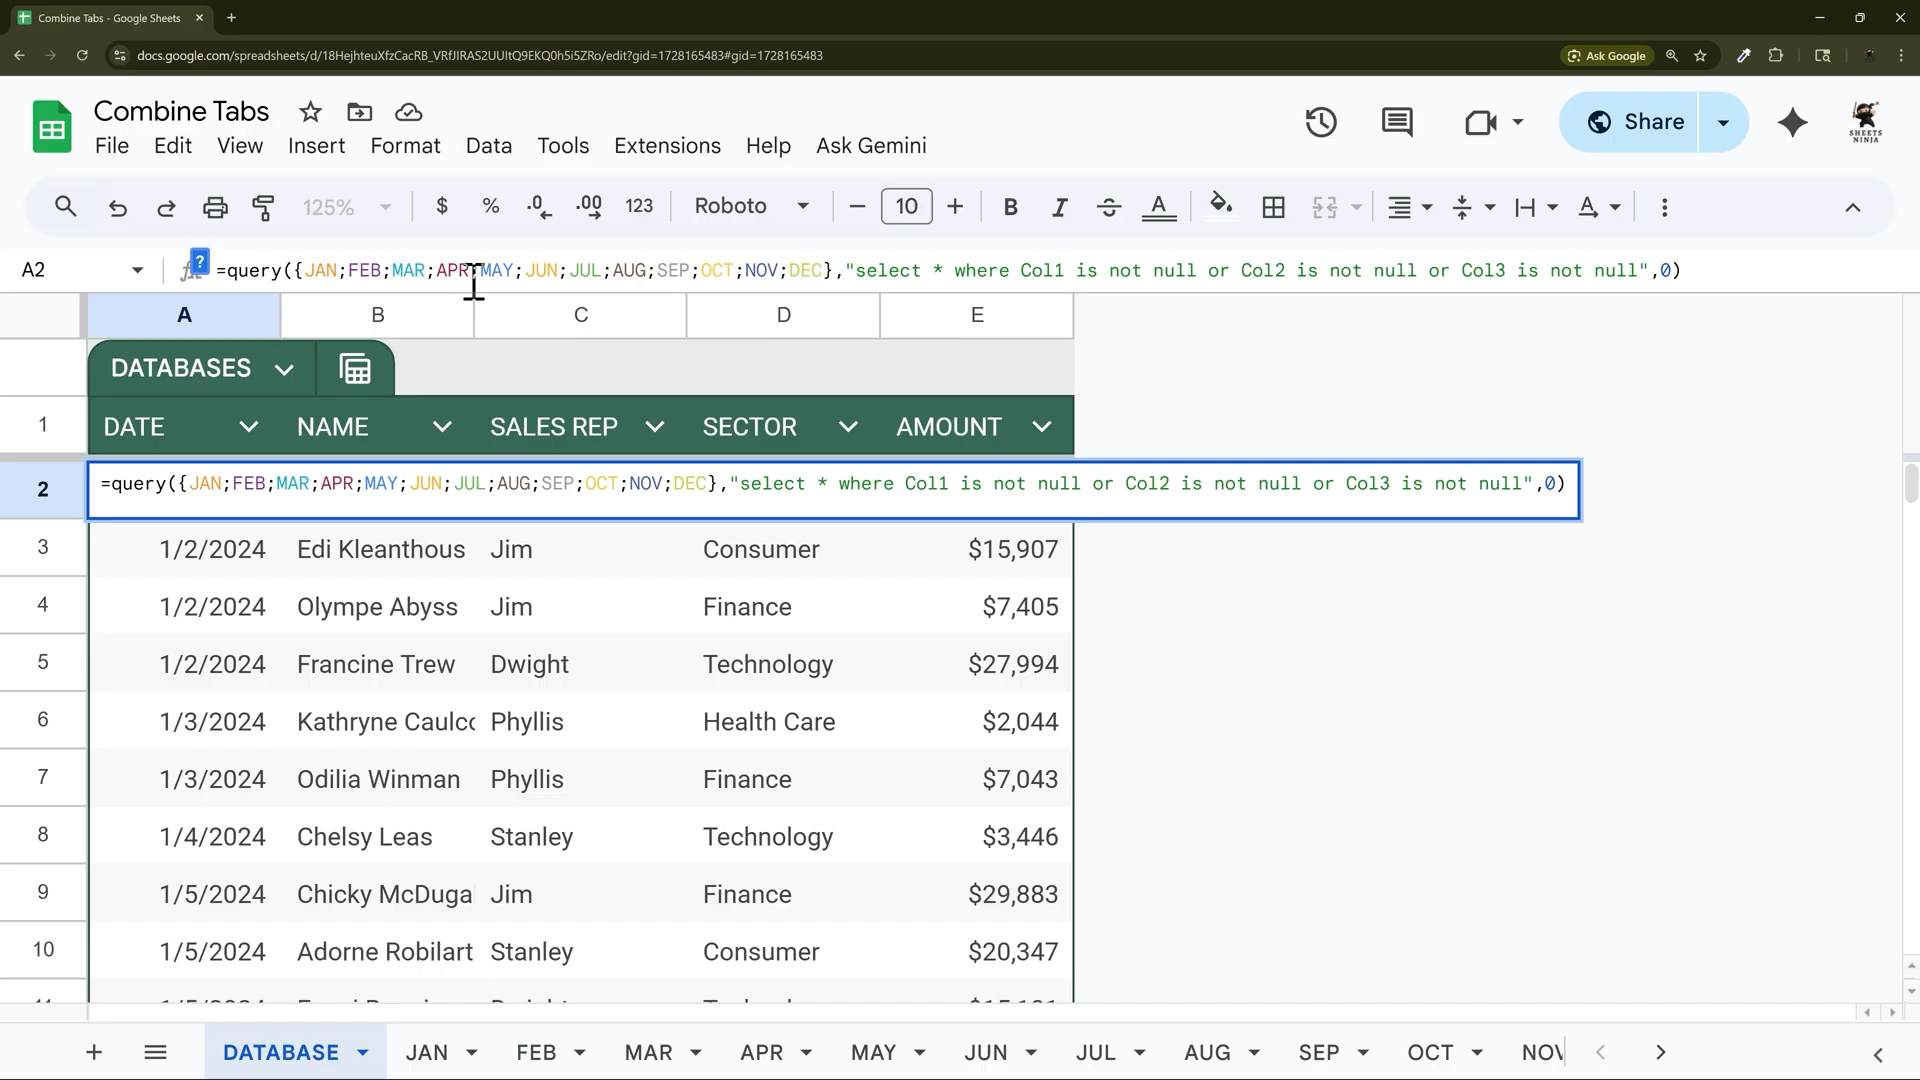 Combine Tabs - Google Sheets
docs.google.com/spreadsheets/d/18HejhteuXfzCacRB_VRfJIRAS2UUItQ9EKQ0h5i5ZRo/edit?gid=1728165483#gid=1728165483
Ask Google
Combine Tabs
File Edit View Insert Format Data Tools Extensions Help Ask Gemini
Share
SHEETS
NINJA
125% $ % .0 .00 123 Roboto 10 B I S A
A2 ? =query({JAN;FEB;MAR;APR;MAY;JUN;JUL;AUG;SEP;OCT;NOV;DEC},"select * where Col1 is not null or Col2 is not null or Col3 is not null",0)
A B C D E
DATABASES
1 DATE NAME SALES REP SECTOR AMOUNT
2 =query({JAN;FEB;MAR;APR;MAY;JUN;JUL;AUG;SEP;OCT;NOV;DEC},"select * where Col1 is not null or Col2 is not null or Col3 is not null",0)
3 1/2/2024 Edi Kleanthous Jim Consumer $15,907
4 1/2/2024 Olympe Abyss Jim Finance $7,405
5 1/2/2024 Francine Trew Dwight Technology $27,994
6 1/3/2024 Kathryne Caulco Phyllis Health Care $2,044
7 1/3/2024 Odilia Winman Phyllis Finance $7,043
8 1/4/2024 Chelsy Leas Stanley Technology $3,446
9 1/5/2024 Chicky McDuga Jim Finance $29,883
10 1/5/2024 Adorne Robilart Stanley Consumer $20,347
DATABASE JAN FEB MAR APR MAY JUN JUL AUG SEP OCT NOV